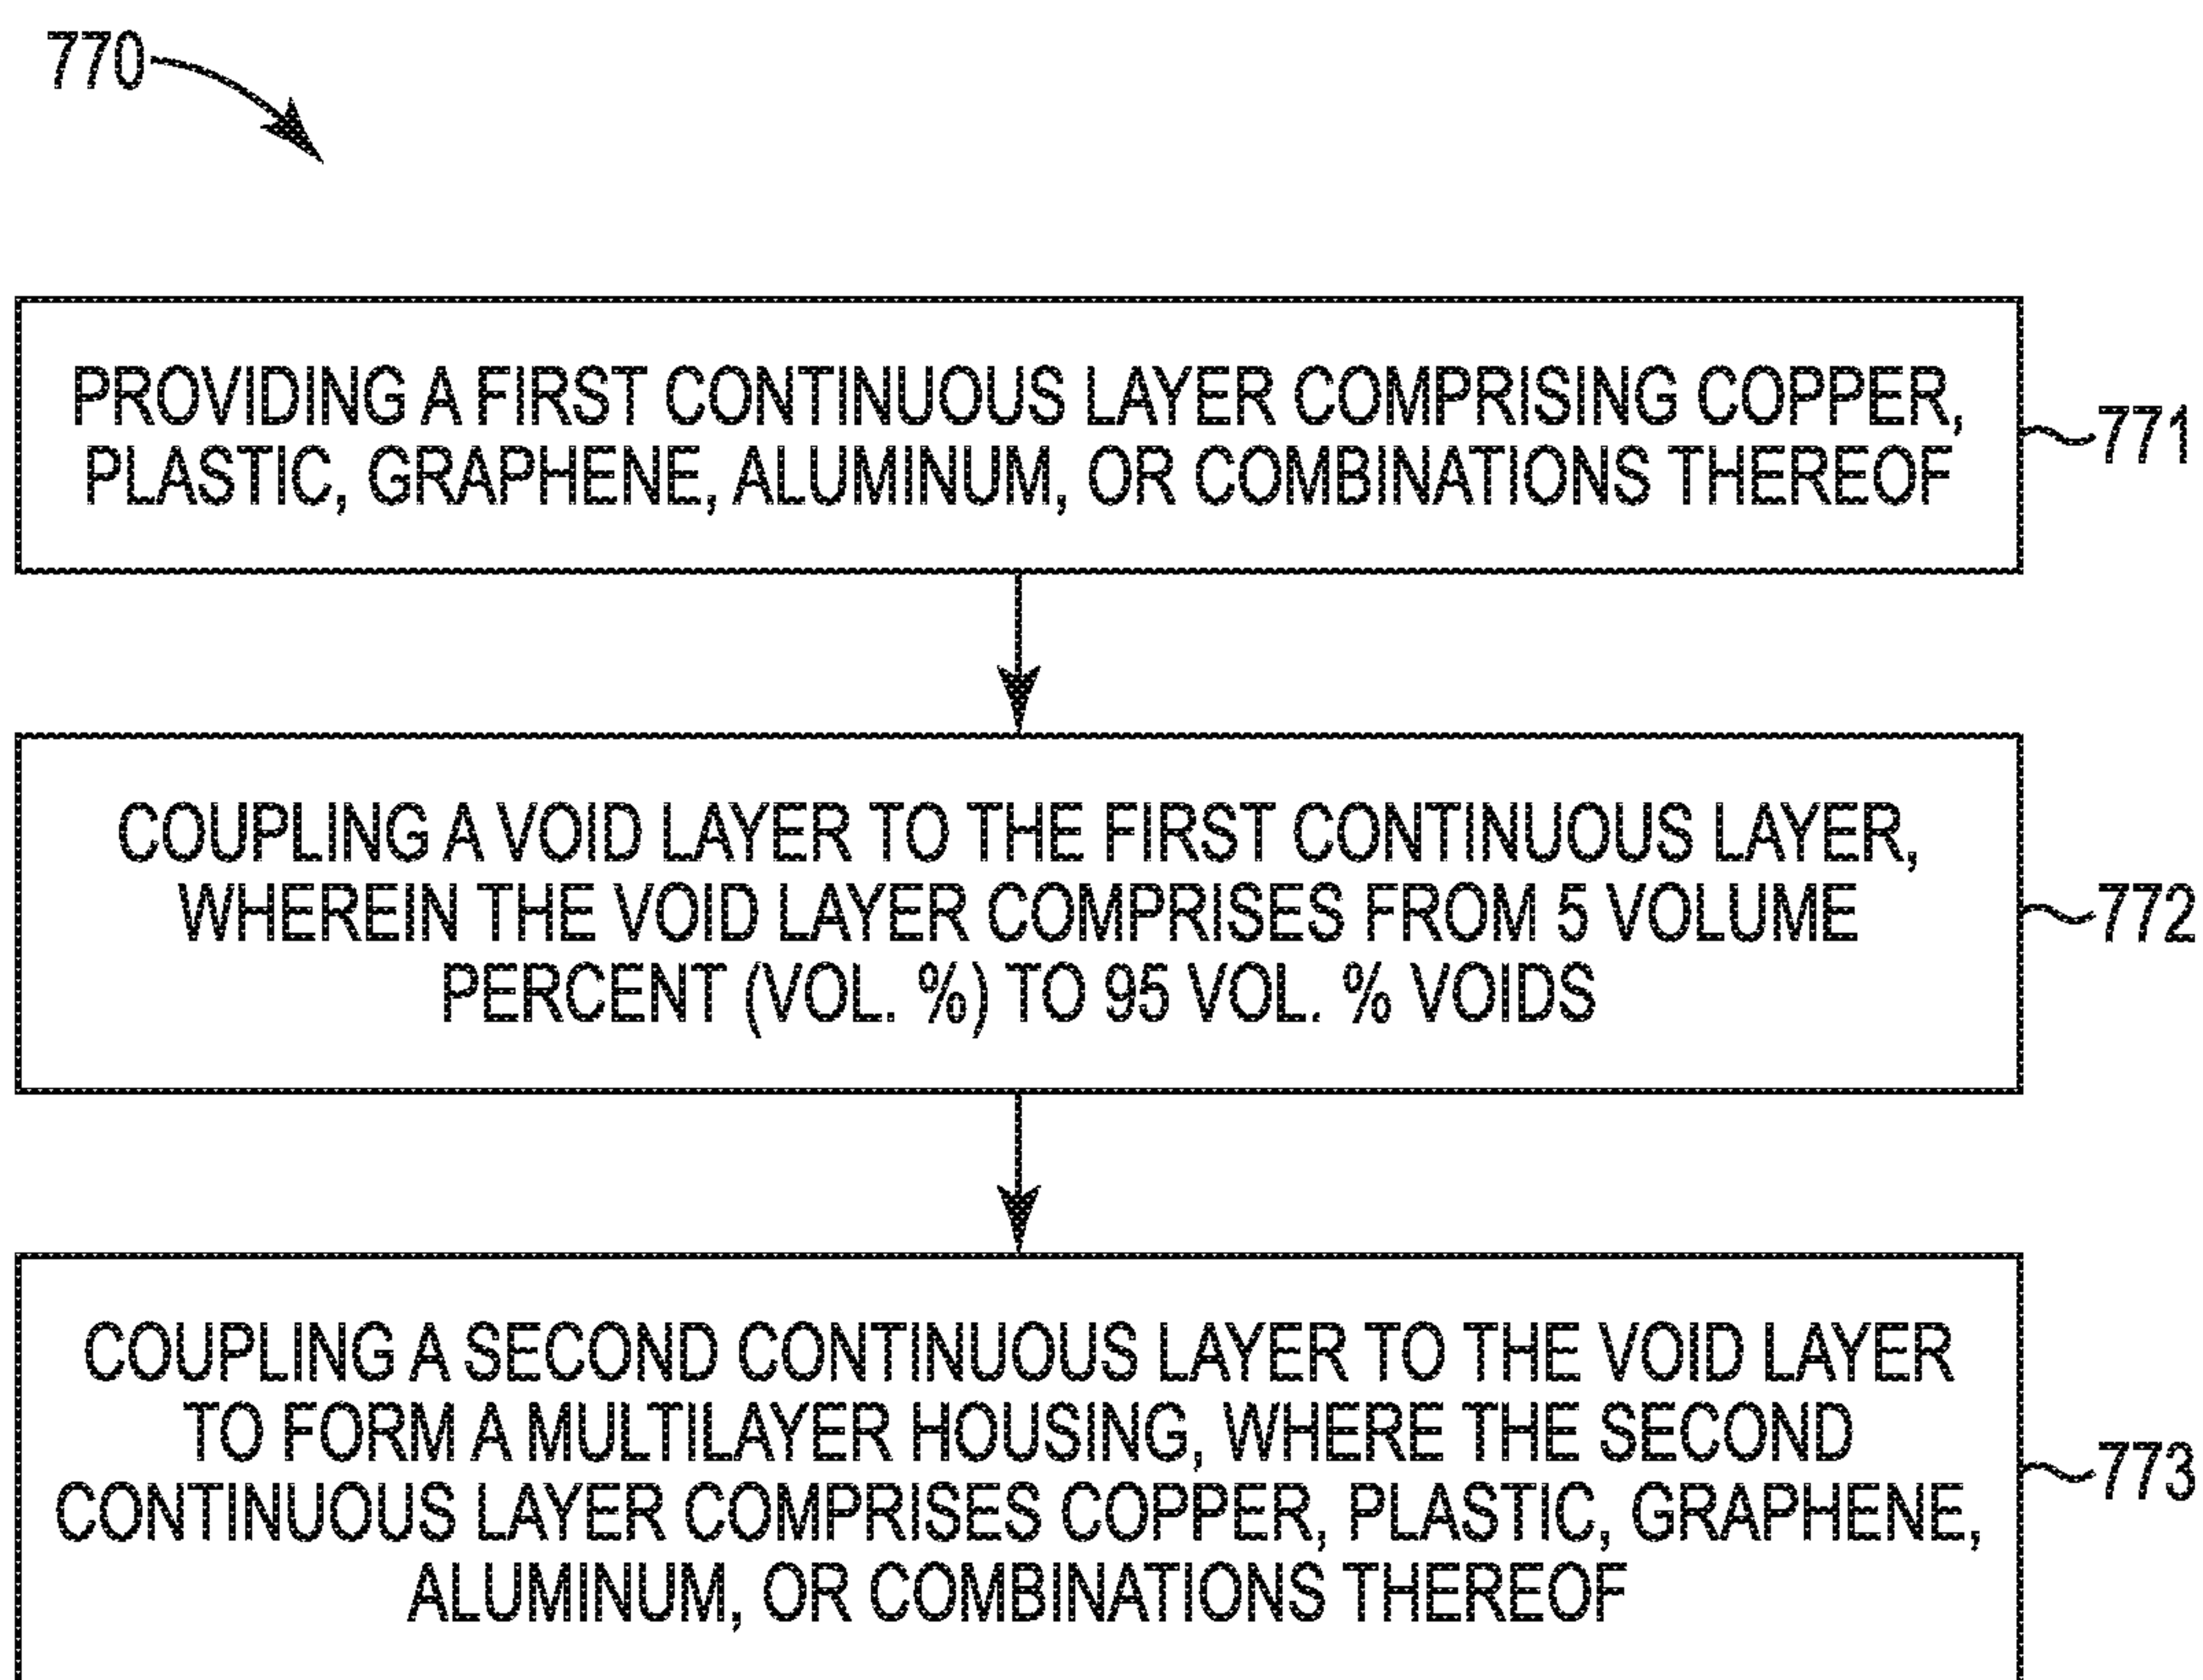 770
PROVIDING A FIRST CONTINUOUS LAYER COMPRISING COPPER,
PLASTIC, GRAPHENE, ALUMINUM, OR COMBINATIONS THEREOF
771
COUPLING A VOID LAYER TO THE FIRST CONTINUOUS LAYER,
WHEREIN THE VOID LAYER COMPRISES FROM 5 VOLUME
PERCENT (VOL. %) TO 95 VOL. % VOIDS
772
COUPLING A SECOND CONTINUOUS LAYER TO THE VOID LAYER
TO FORM A MULTILAYER HOUSING, WHERE THE SECOND
CONTINUOUS LAYER COMPRISES COPPER, PLASTIC, GRAPHENE,
ALUMINUM, OR COMBINATIONS THEREOF
773